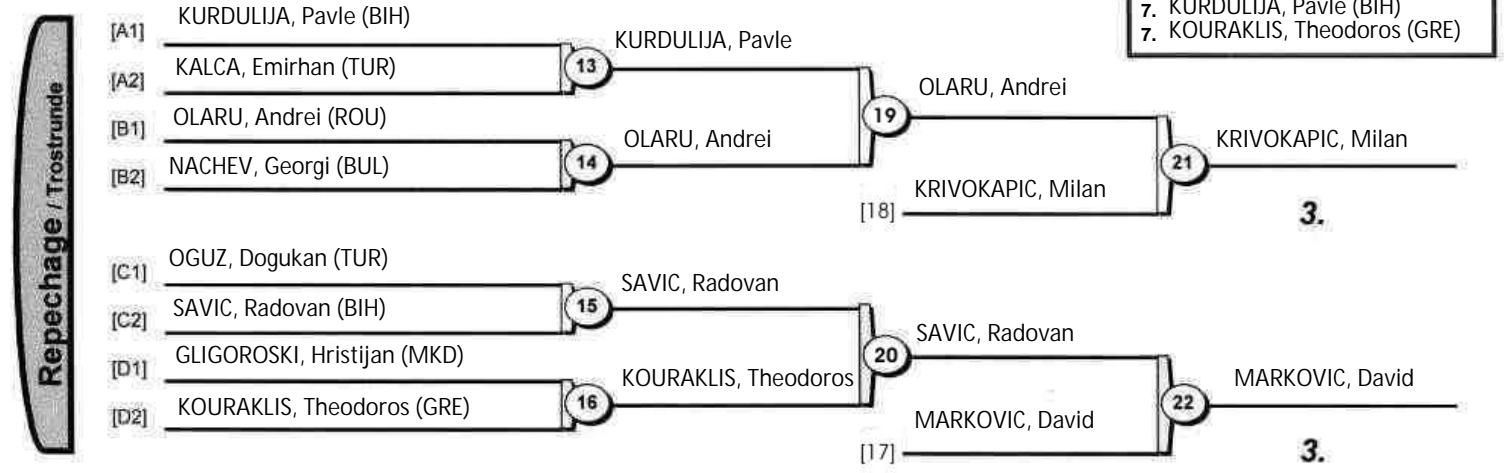 7. KURDULIJA, Pavle (BIH)
7. KOURAKLIS, Theodoros (GRE)
Repechage / Trostrunde
[A1] KURDULIJA, Pavle (BIH)
[A2] KALCA, Emirhan (TUR)
13
KURDULIJA, Pavle
[B1] OLARU, Andrei (ROU)
[B2] NACHEV, Georgi (BUL)
14
OLARU, Andrei
19
OLARU, Andrei
[18] KRIVOKAPIC, Milan
21
KRIVOKAPIC, Milan
3.
[C1] OGUZ, Dogukan (TUR)
[C2] SAVIC, Radovan (BIH)
15
SAVIC, Radovan
[D1] GLIGOROSKI, Hristijan (MKD)
[D2] KOURAKLIS, Theodoros (GRE)
16
KOURAKLIS, Theodoros
20
SAVIC, Radovan
[17] MARKOVIC, David
22
MARKOVIC, David
3.